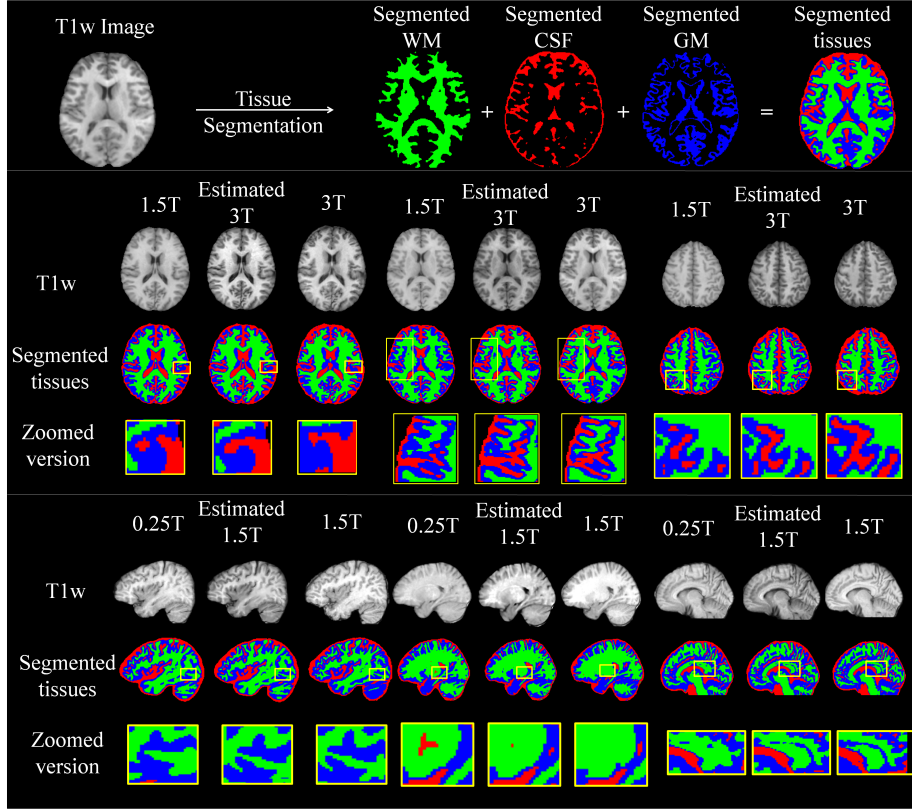 T1w Image
Tissue
Segmentation
Segmented
WM
+
Segmented
CSF
+
Segmented
GM
=
Segmented
tissues
1.5T
Estimated
3T
3T
1.5T
Estimated
3T
3T
1.5T
Estimated
3T
3T
T1w
Segmented
tissues
Zoomed
version
0.25T
Estimated
1.5T
1.5T
0.25T
Estimated
1.5T
1.5T
0.25T
Estimated
1.5T
1.5T
T1w
Segmented
tissues
Zoomed
version